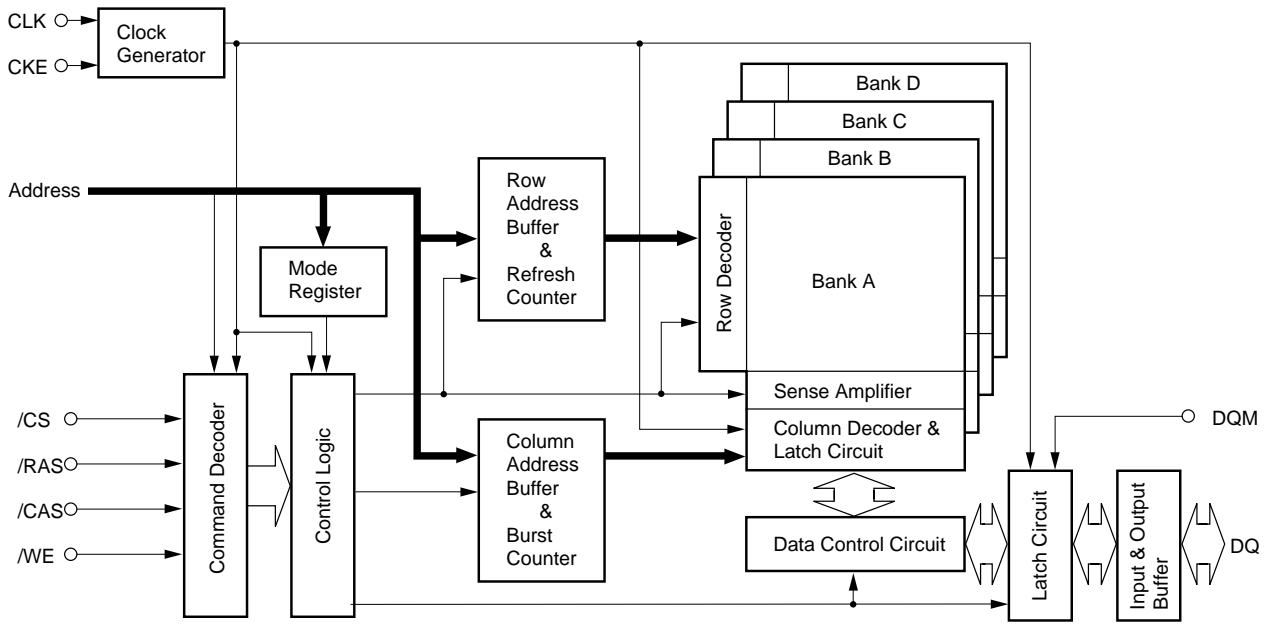 CLK
CKE
Clock
Generator
Bank D
Bank C
Bank B
Address
Row
Address
Buffer
&
Refresh
Counter
Row Decoder
Bank A
Mode
Register
Sense Amplifier
Column Decoder &
Latch Circuit
/CS
/RAS
/CAS
/WE
Command Decoder
Control Logic
Column
Address
Buffer
&
Burst
Counter
DQM
Data Control Circuit
Latch Circuit
Input & Output
Buffer
DQ